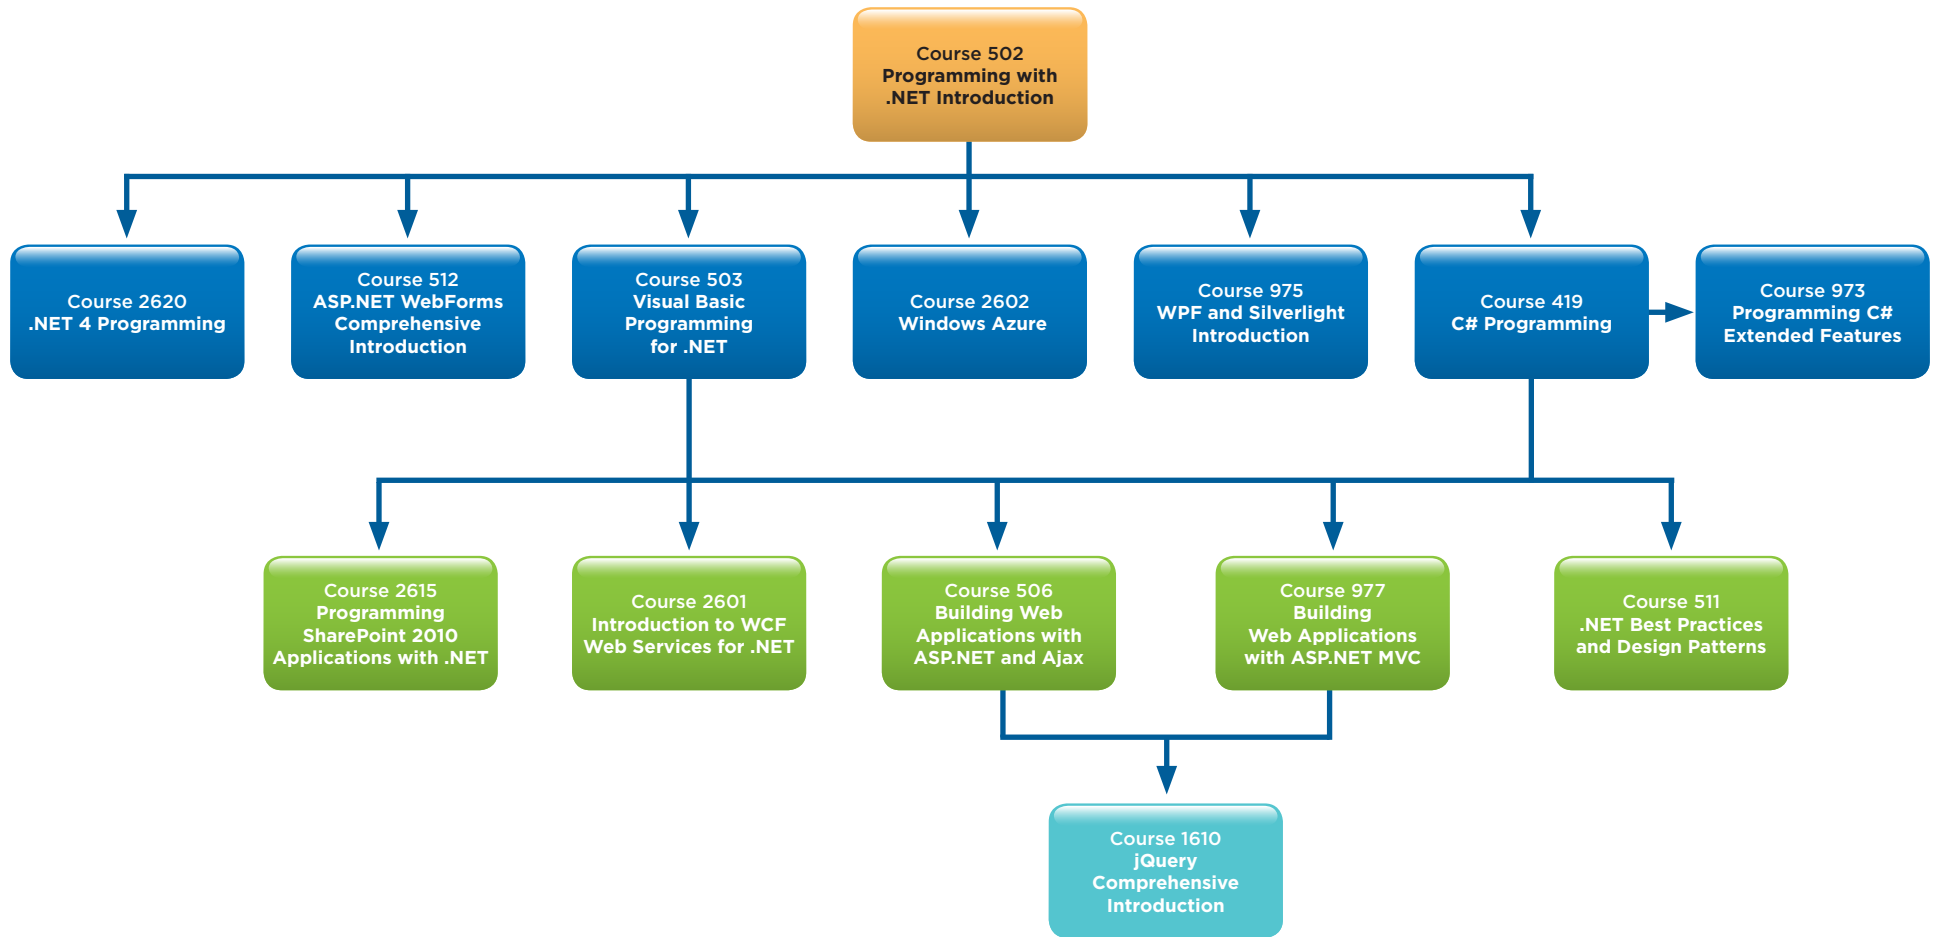 Course 502
Programming with
.NET Introduction
Course 2620
.NET 4 Programming
Course 512
ASP.NET WebForms
Comprehensive
Introduction
Course 503
Visual Basic
Programming
for .NET
Course 2602
Windows Azure
Course 975
WPF and Silverlight
Introduction
Course 419
C# Programming
Course 973
Programming C#
Extended Features
Course 2615
Programming
SharePoint 2010
Applications with .NET
Course 2601
Introduction to WCF
Web Services for .NET
Course 506
Building Web
Applications with
ASP.NET and Ajax
Course 977
Building
Web Applications
with ASP.NET MVC
Course 511
.NET Best Practices
and Design Patterns
Course 1610
jQuery
Comprehensive
Introduction